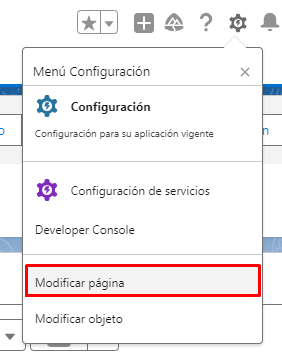 Menú Configuración
Configuración
Configuración para su aplicación vigente
Configuración de servicios
Developer Console
Modificar página
Modificar objeto